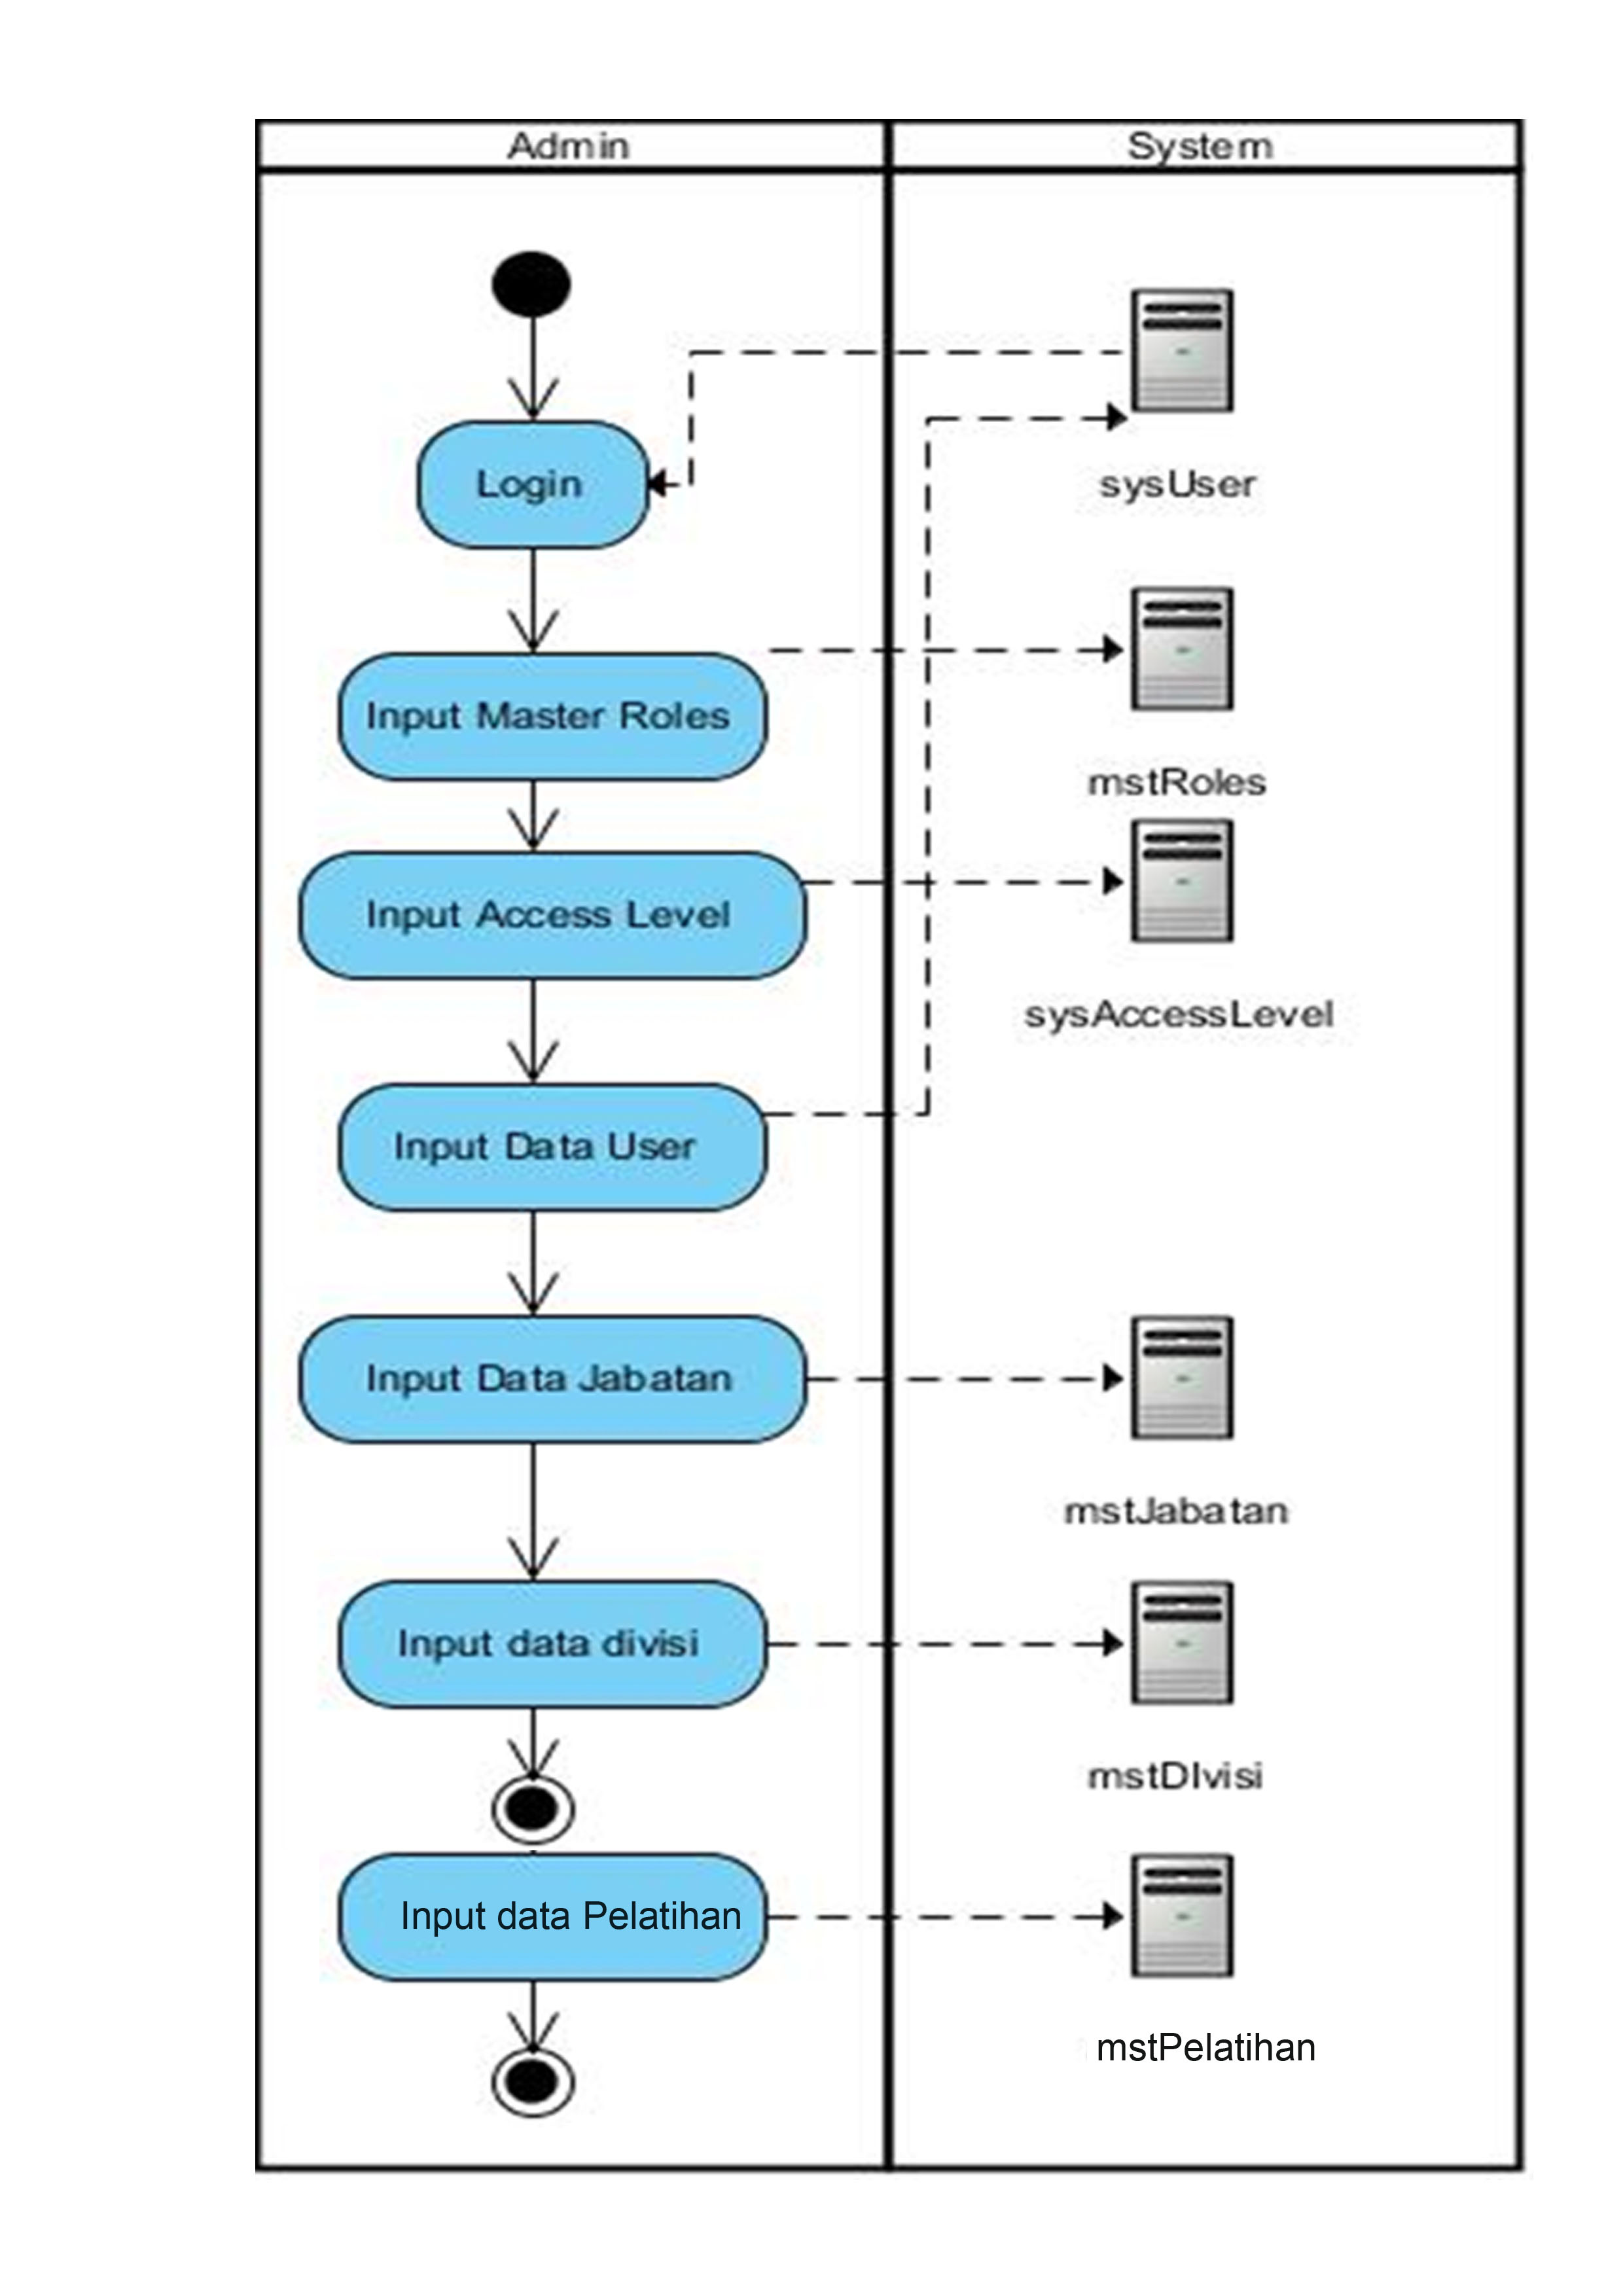 Admin
System
Login
sysUser
Input Master Roles
mstRoles
Input Access Level
sysAccessLevel
Input Data User
Input Data Jabatan
mstJabatan
Input data divisi
mstDIvisi
Input data Pelatihan
mstPelatihan